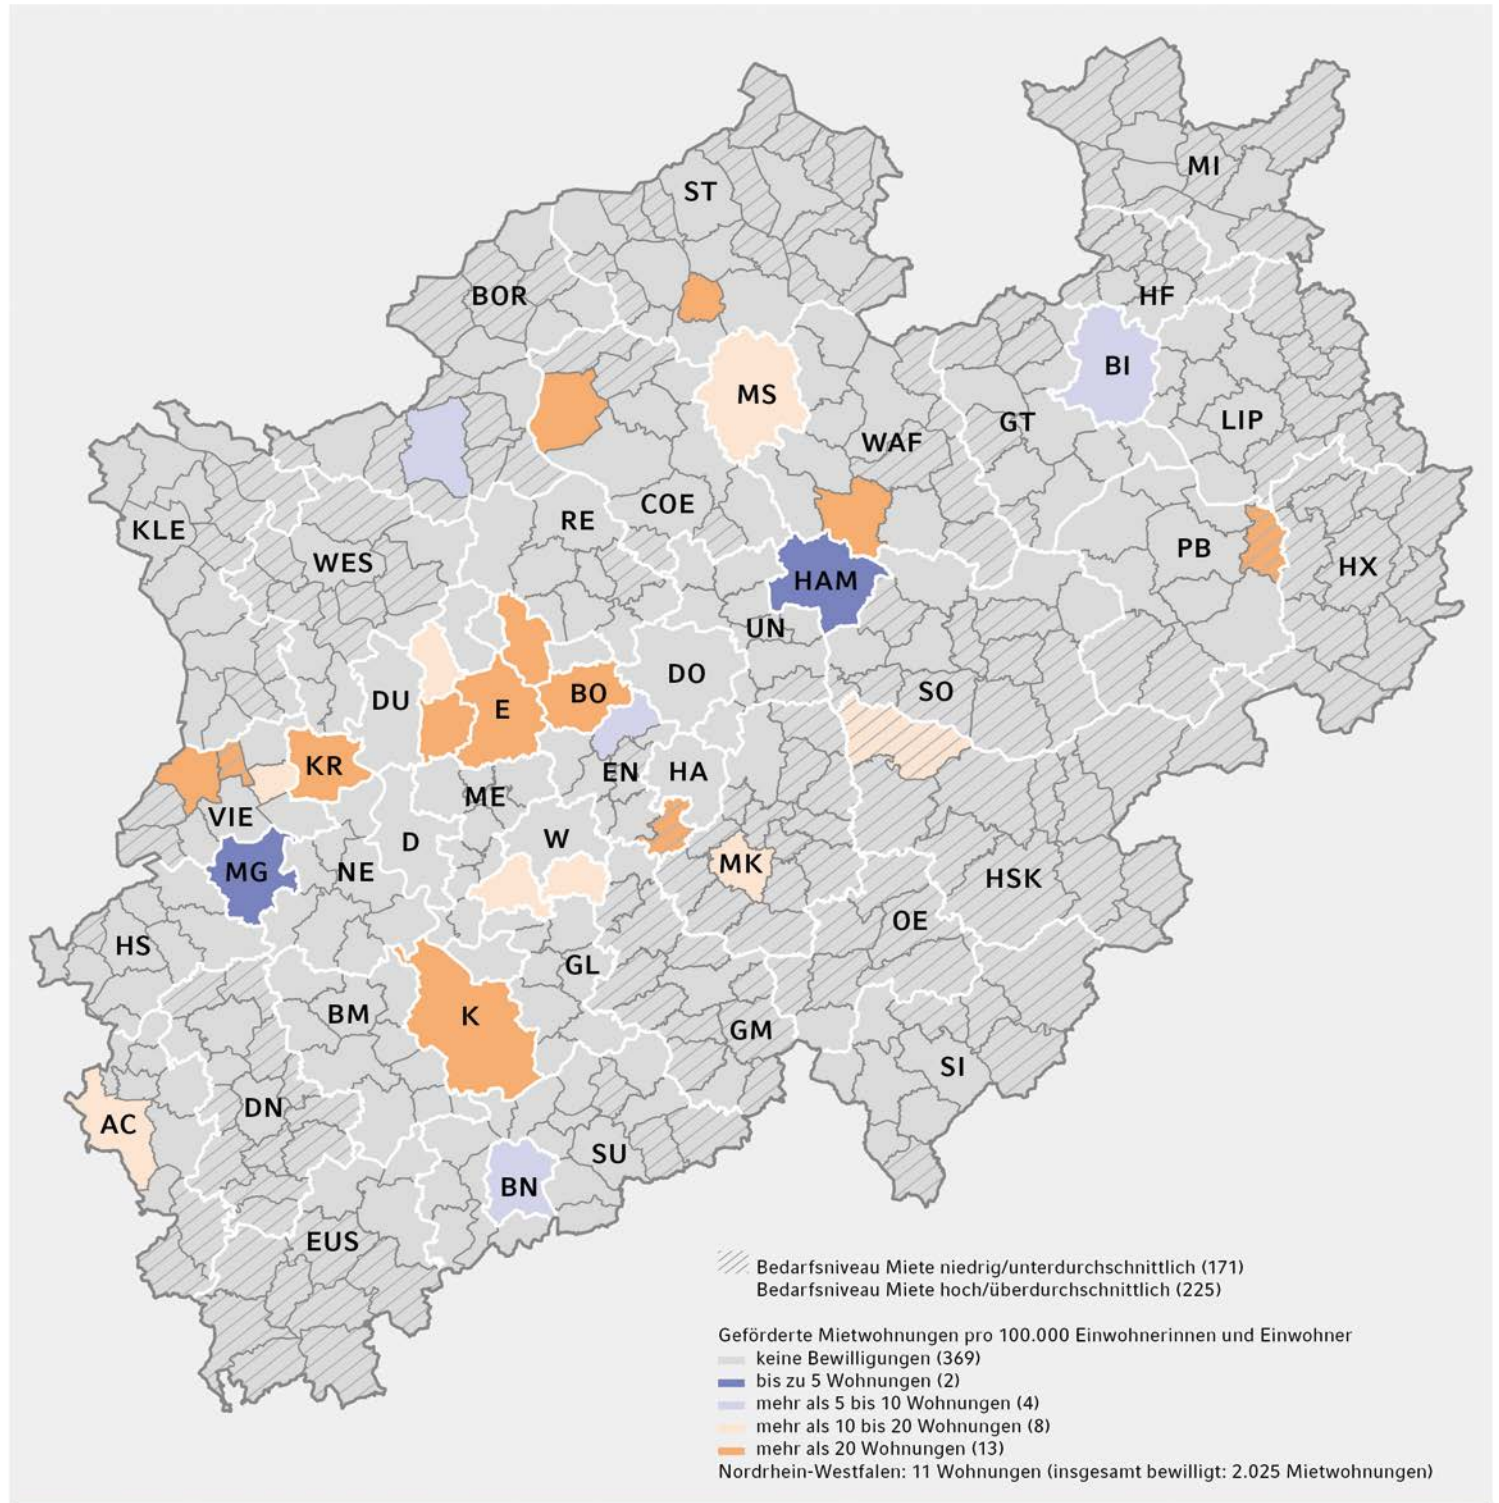 MI
ST
HF
BOR
BI
MS
GT
LIP
WAF
COE
RE
KLE
WES
PB
HX
HAM
UN
DO
DU
E
BO
SO
KR
EN
HA
ME
VIE
D
W
MG
NE
MK
HSK
OE
HS
GL
BM
K
GM
SI
DN
AC
SU
BN
EUS
Bedarfsniveau Miete niedrig/unterdurchschnittlich (171)
Bedarfsniveau Miete hoch/überdurchschnittlich (225)
Geförderte Mietwohnungen pro 100.000 Einwohnerinnen und Einwohner
keine Bewilligungen (369)
bis zu 5 Wohnungen (2)
mehr als 5 bis 10 Wohnungen (4)
mehr als 10 bis 20 Wohnungen (8)
mehr als 20 Wohnungen (13)
Nordrhein-Westfalen: 11 Wohnungen (insgesamt bewilligt: 2.025 Mietwohnungen)